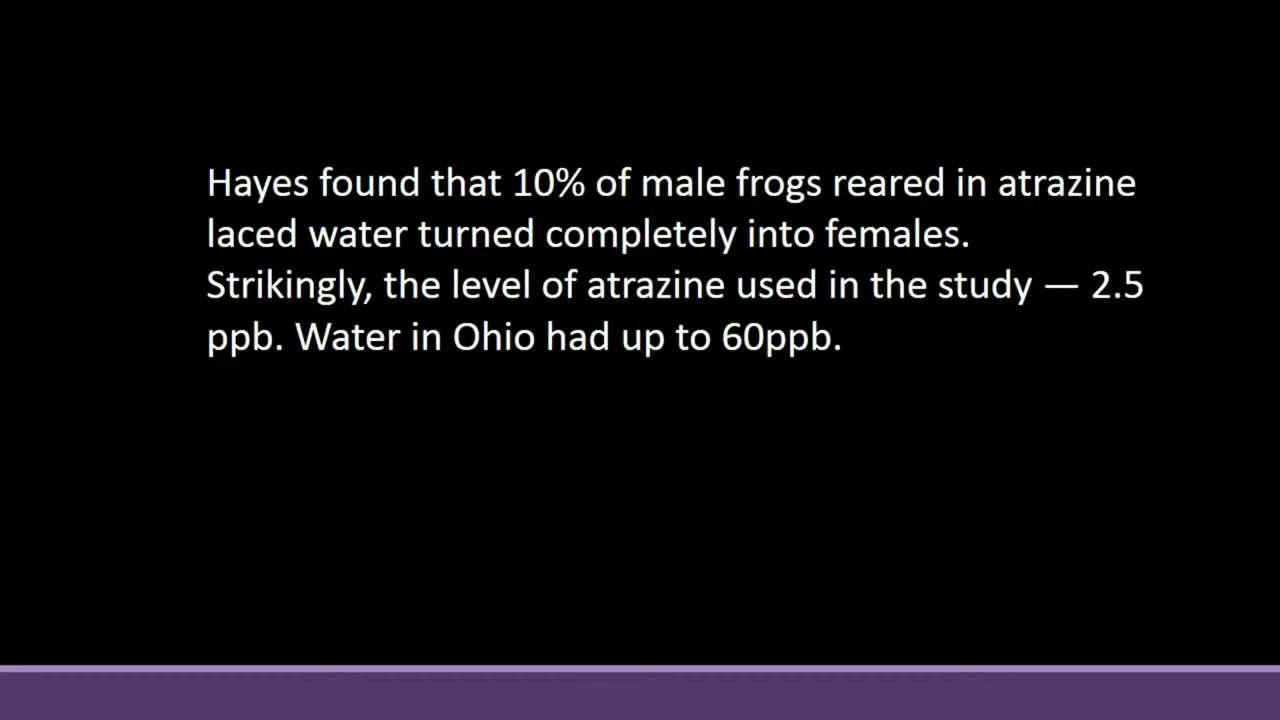 Hayes found that 10% of male frogs reared in atrazine
laced water turned completely into females.
Strikingly, the level of atrazine used in the study — 2.5
ppb. Water in Ohio had up to 60ppb.